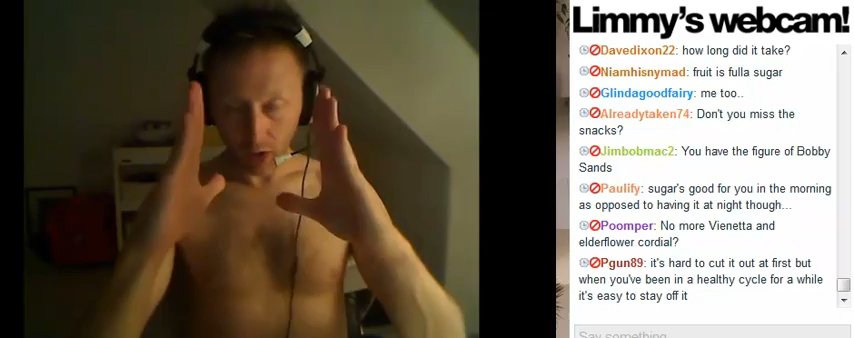 Limmy's webcam!
Davedixon22: how long did it take?
Niamhisnymad: fruit is fulla sugar
Glindagoodfairy: me too..
Alreadytaken74: Don't you miss the
snacks?
Jimbobmac2: You have the figure of Bobby
Sands
Paulify: sugar's good for you in the morning
as opposed to having it at night though...
Poomper: No more Vienetta and
elderflower cordial?
Pgun89: it's hard to cut it out at first but
when you've been in a healthy cycle for a while
it's easy to stay off it
Say something